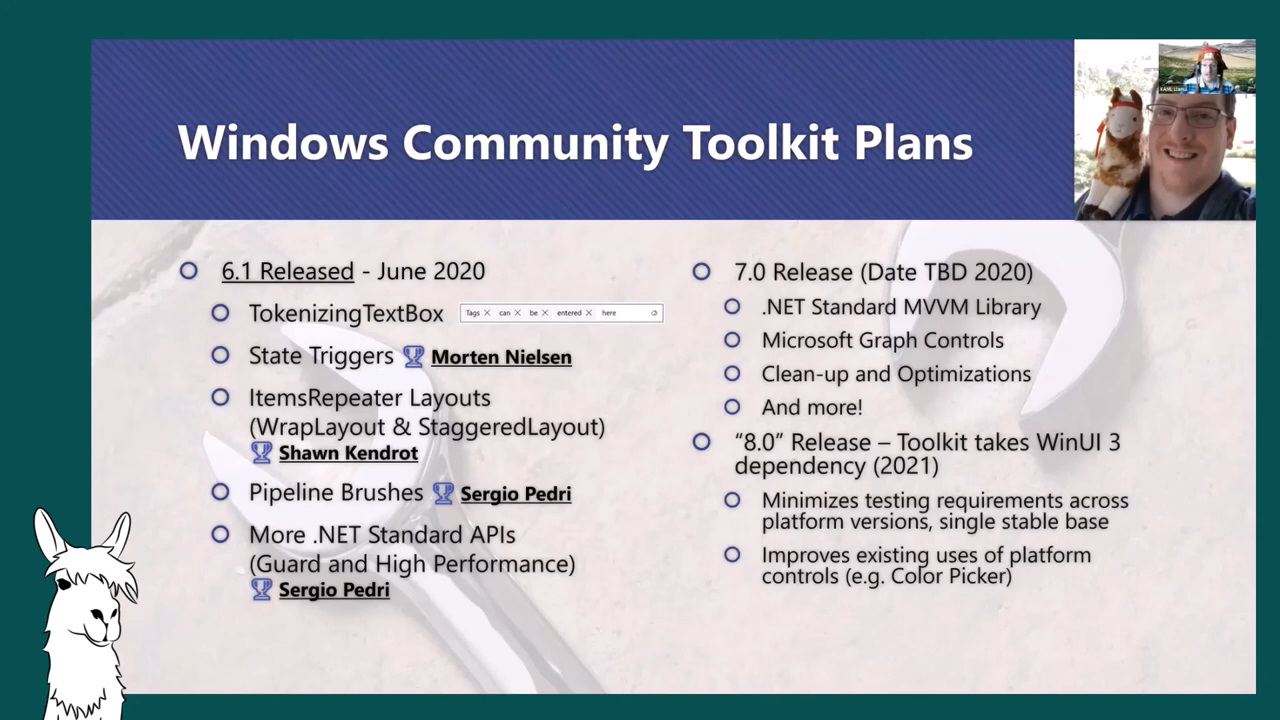 Windows Community Toolkit Plans
XAML Llama
6.1 Released - June 2020
TokenizingTextBox
Tags can be entered here
State Triggers Morten Nielsen
ItemsRepeater Layouts
(WrapLayout & StaggeredLayout)
Shawn Kendrot
Pipeline Brushes Sergio Pedri
More .NET Standard APIs
(Guard and High Performance)
Sergio Pedri
7.0 Release (Date TBD 2020)
.NET Standard MVVM Library
Microsoft Graph Controls
Clean-up and Optimizations
And more!
“8.0” Release – Toolkit takes WinUI 3
dependency (2021)
Minimizes testing requirements across
platform versions, single stable base
Improves existing uses of platform
controls (e.g. Color Picker)